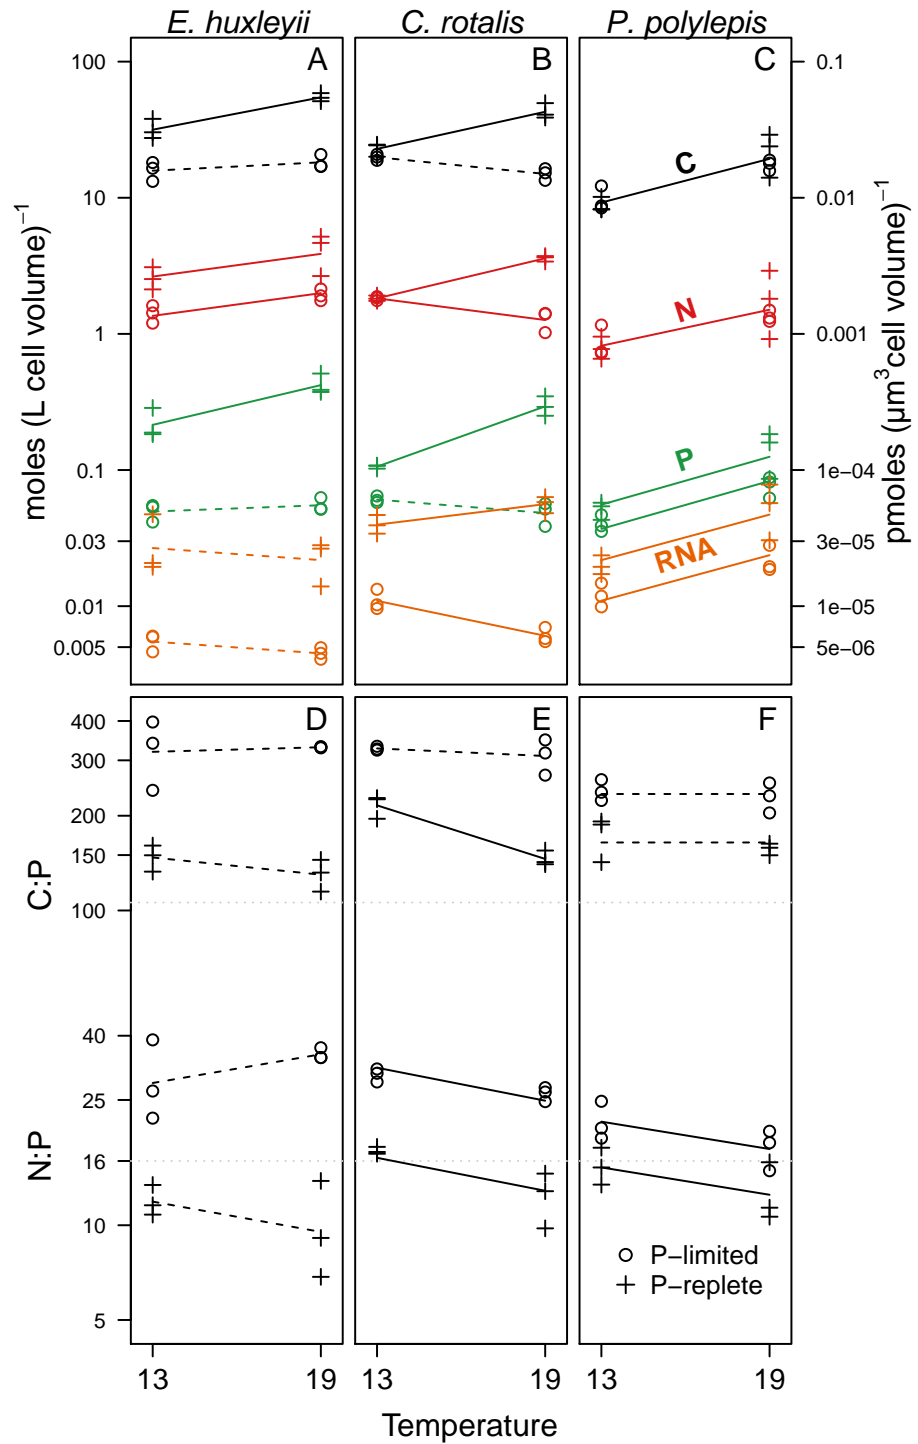 E. huxleyii
C. rotalis
P. polylepis
A
B
C
100
10
1
0.1
0.03
0.01
0.005
moles (L cell volume)⁻¹
0.1
0.01
0.001
1e−04
3e−05
1e−05
5e−06
pmoles (µm³cell volume)⁻¹
C
N
P
RNA
D
E
F
400
300
200
150
100
40
25
16
10
5
C:P
N:P
P−limited
P−replete
13
19
13
19
13
19
Temperature